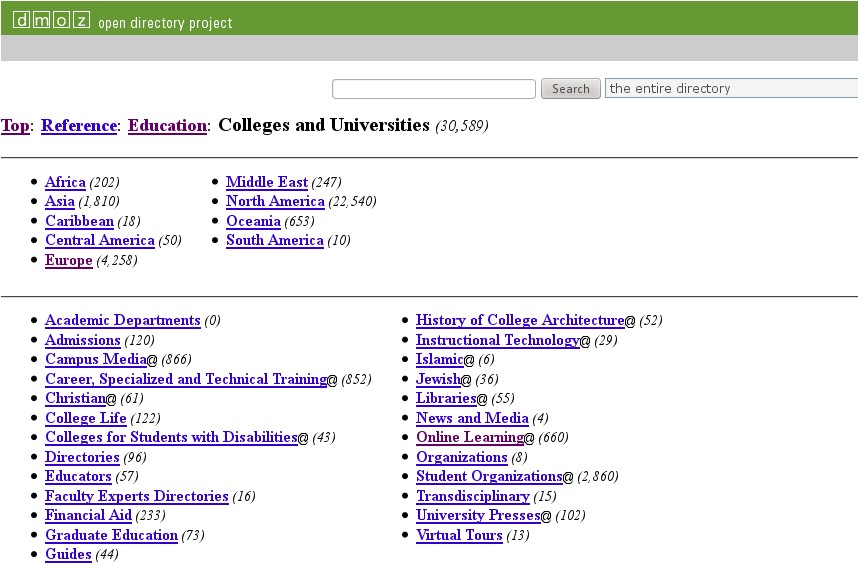 dmoz open directory project
Search the entire directory
Top: Reference: Education: Colleges and Universities (30,589)
Africa (202)
Asia (1,810)
Caribbean (18)
Central America (50)
Europe (4,258)
Middle East (247)
North America (22,540)
Oceania (653)
South America (10)
Academic Departments (0)
Admissions (120)
Campus Media@ (866)
Career, Specialized and Technical Training@ (852)
Christian@ (61)
College Life (122)
Colleges for Students with Disabilities@ (43)
Directories (96)
Educators (57)
Faculty Experts Directories (16)
Financial Aid (233)
Graduate Education (73)
Guides (44)
History of College Architecture@ (52)
Instructional Technology@ (29)
Islamic@ (6)
Jewish@ (36)
Libraries@ (55)
News and Media (4)
Online Learning@ (660)
Organizations (8)
Student Organizations@ (2,860)
Transdisciplinary (15)
University Presses@ (102)
Virtual Tours (13)